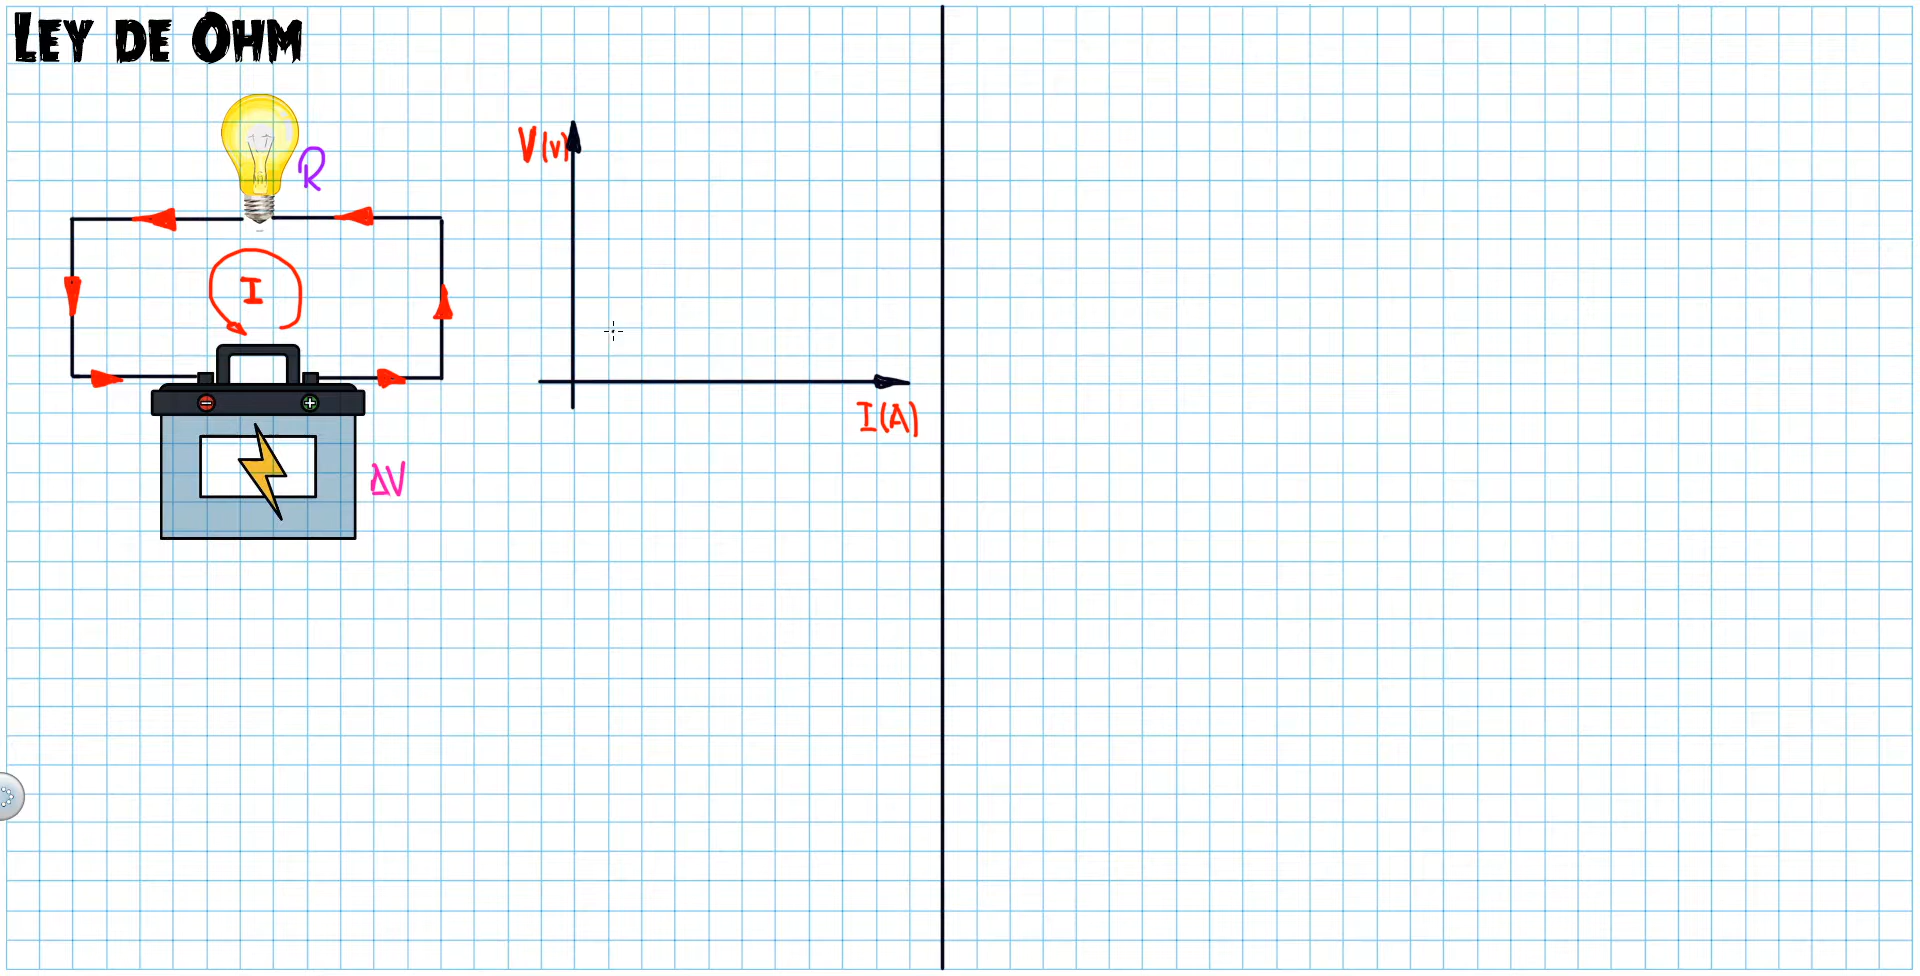 LEY DE OHM
R
V(v)
I
I(A)
ΔV